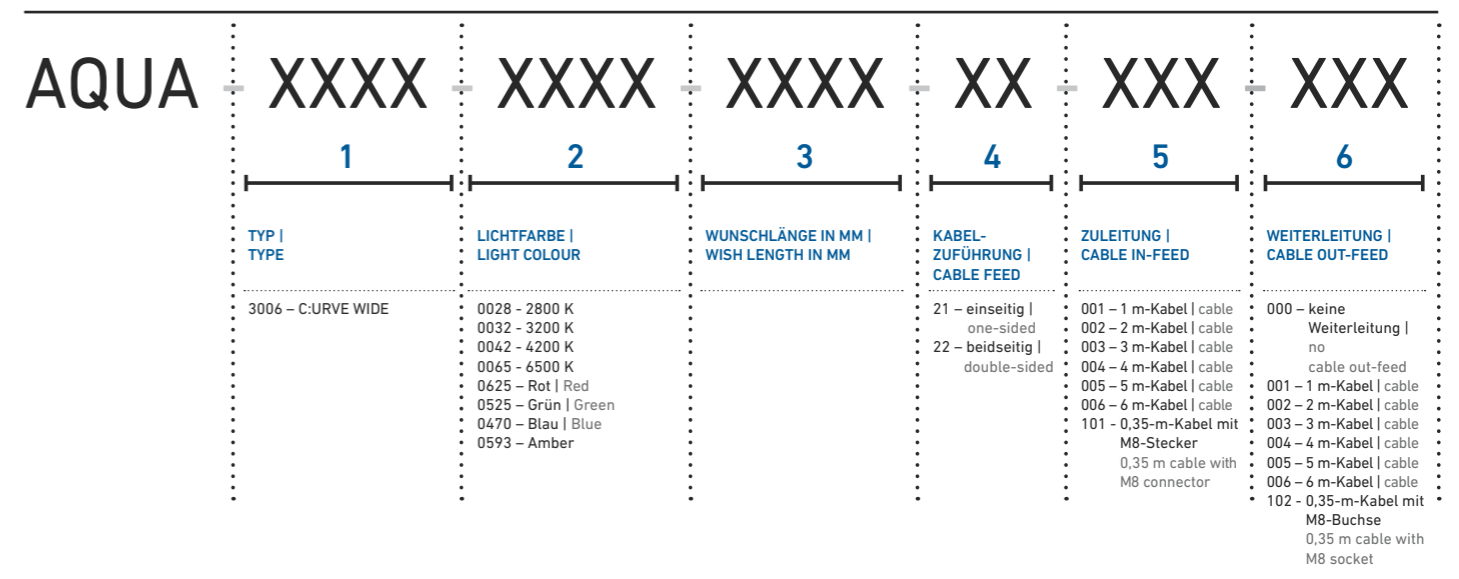 AQUA - XXXX - XXXX - XXXX - XX - XXX - XXX
1 2 3 4 5 6
TYP |
TYPE
3006 – C:URVE WIDE
LICHTFARBE |
LIGHT COLOUR
0028 - 2800 K
0032 - 3200 K
0042 - 4200 K
0065 - 6500 K
0625 – Rot | Red
0525 – Grün | Green
0470 – Blau | Blue
0593 – Amber
WUNSCHLÄNGE IN MM |
WISH LENGTH IN MM
KABEL-
ZUFÜHRUNG |
CABLE FEED
21 – einseitig |
one-sided
22 – beidseitig |
double-sided
ZULEITUNG |
CABLE IN-FEED
001 – 1 m-Kabel | cable
002 – 2 m-Kabel | cable
003 – 3 m-Kabel | cable
004 – 4 m-Kabel | cable
005 – 5 m-Kabel | cable
006 – 6 m-Kabel | cable
101 - 0,35-m-Kabel mit
M8-Stecker
0,35 m cable with
M8 connector
WEITERLEITUNG |
CABLE OUT-FEED
000 – keine
Weiterleitung |
no
cable out-feed
001 – 1 m-Kabel | cable
002 – 2 m-Kabel | cable
003 – 3 m-Kabel | cable
004 – 4 m-Kabel | cable
005 – 5 m-Kabel | cable
006 – 6 m-Kabel | cable
102 - 0,35-m-Kabel mit
M8-Buchse
0,35 m cable with
M8 socket